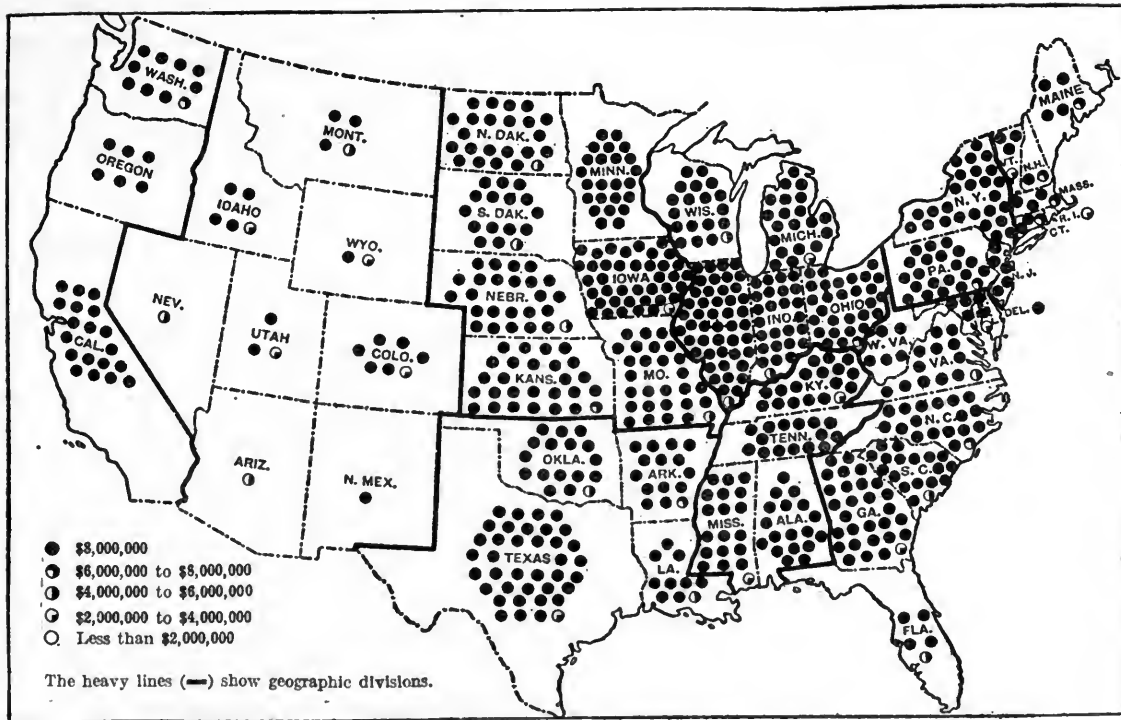 WASH.
OREGON
CAL.
NEV.
IDAHO
MONT.
WYO.
UTAH
COLO.
ARIZ.
N. MEX.
N. DAK.
S. DAK.
NEBR.
KANS.
OKLA.
TEXAS
MINN.
IOWA
MO.
ARK.
LA.
WIS.
MICH.
IND.
OHIO
KY.
TENN.
MISS.
ALA.
GA.
FLA.
S. C.
N. C.
VA.
W. VA.
PA.
N. Y.
N. J.
DEL.
MAINE
VT.
N.H.
MASS.
R. I.
CT.
$8,000,000
$6,000,000 to $8,000,000
$4,000,000 to $6,000,000
$2,000,000 to $4,000,000
Less than $2,000,000
The heavy lines (▬) show geographic divisions.